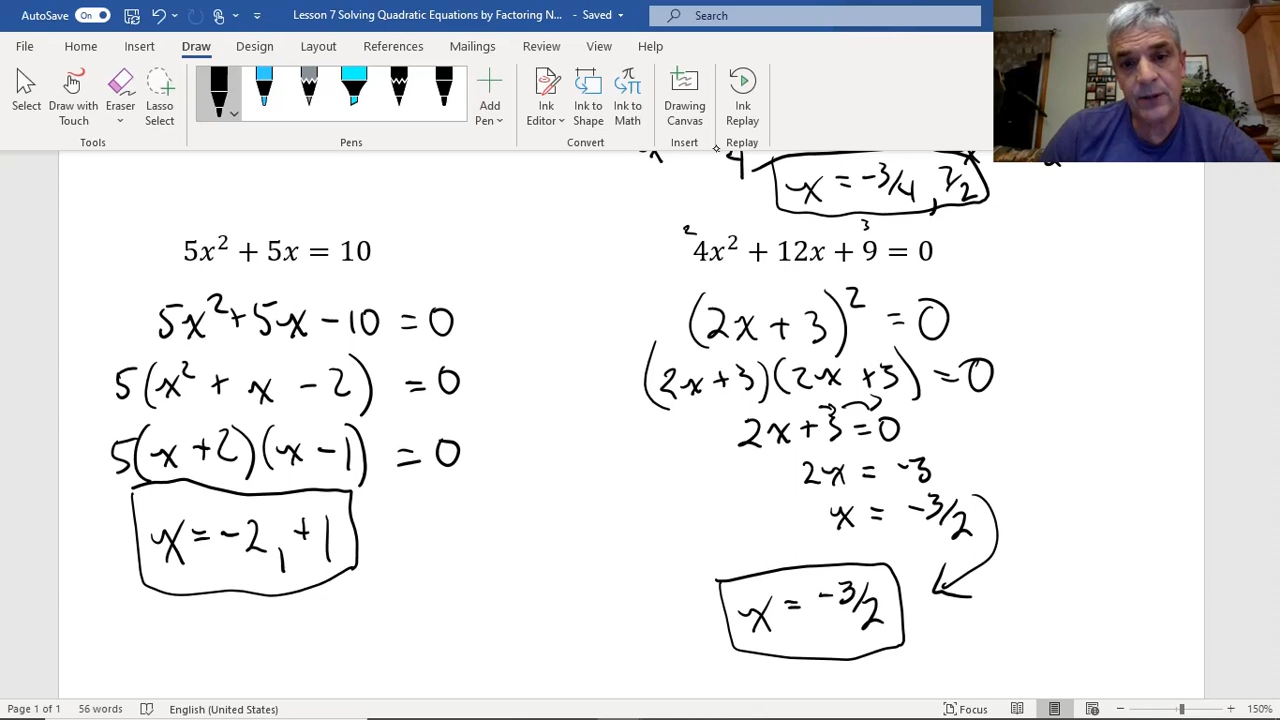 AutoSave On Lesson 7 Solving Quadratic Equations by Factoring N... - Saved Search
File Home Insert Draw Design Layout References Mailings Review View Help
Select Draw with Touch Eraser Lasso Select Add Pen Ink Editor Ink to Shape Ink to Math Drawing Canvas Ink Replay
Tools Pens Convert Insert Replay
4
x = -3/4, 7/2
5x² + 5x = 10
5x² + 5x - 10 = 0
5(x² + x - 2) = 0
5(x + 2)(x - 1) = 0
x = -2, +1
2 3
4x² + 12x + 9 = 0
(2x + 3)² = 0
(2x + 3)(2x + 3) = 0
2x + 3 = 0
2x = -3
x = -3/2
x = -3/2
Page 1 of 1 56 words English (United States) Focus 150%